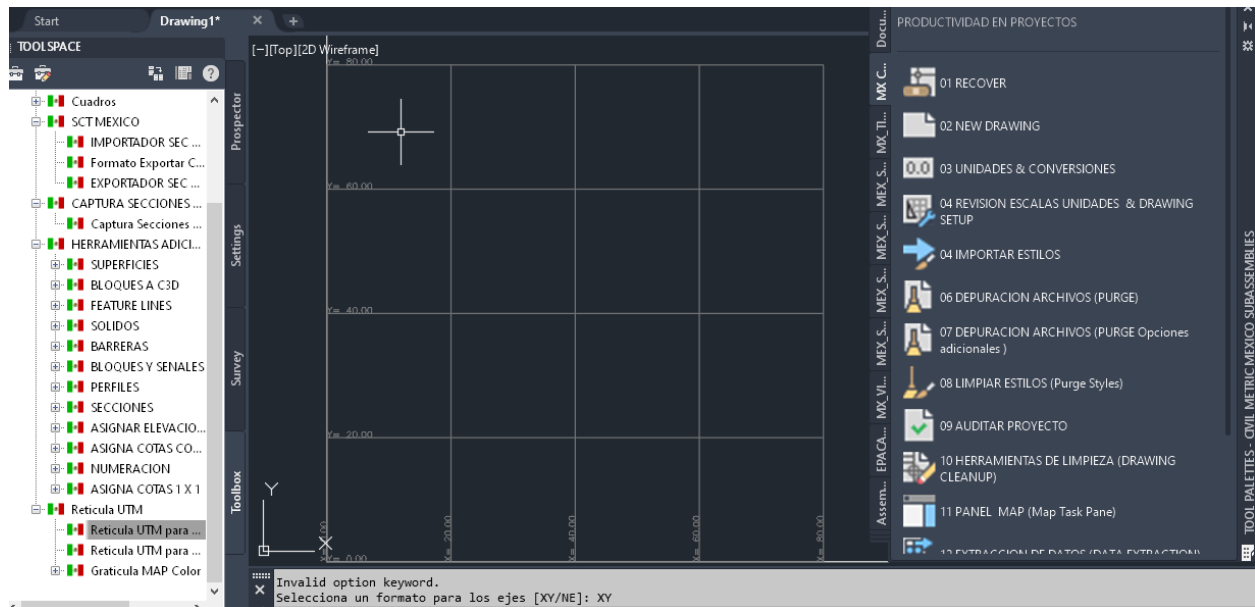 Start
Drawing1*
TOOLSPACE
Cuadros
SCT MEXICO
IMPORTADOR SEC ...
Formato Exportar C...
EXPORTADOR SEC ...
CAPTURA SECCIONES ...
Captura Secciones ...
HERRAMIENTAS ADICI...
SUPERFICIES
BLOQUES A C3D
FEATURE LINES
SOLIDOS
BARRERAS
BLOQUES Y SENALES
PERFILES
SECCIONES
ASIGNAR ELEVACIO...
ASIGNA COTAS CO...
NUMERACION
ASIGNA COTAS 1 X 1
Reticula UTM
Reticula UTM para ...
Reticula UTM para ...
Graticula MAP Color
Prospector
Settings
Survey
Toolbox
[−][Top][2D Wireframe]
Y= 80.00
Y= 60.00
Y= 40.00
Y= 20.00
Y= 0.00
X= 20.00
X= 40.00
X= 60.00
X= 80.00
Y
X
Invalid option keyword.
Selecciona un formato para los ejes [XY/NE]: XY
Docu...
MX C...
MX_TI...
MEX_S...
MEX_S...
MEX_S...
MEX_S...
MX_VI...
EPACA...
Assem...
PRODUCTIVIDAD EN PROYECTOS
01 RECOVER
02 NEW DRAWING
0.0 03 UNIDADES & CONVERSIONES
04 REVISION ESCALAS UNIDADES & DRAWING
SETUP
04 IMPORTAR ESTILOS
06 DEPURACION ARCHIVOS (PURGE)
07 DEPURACION ARCHIVOS (PURGE Opciones
adicionales )
08 LIMPIAR ESTILOS (Purge Styles)
09 AUDITAR PROYECTO
10 HERRAMIENTAS DE LIMPIEZA (DRAWING
CLEANUP)
11 PANEL MAP (Map Task Pane)
12 EXTRACCION DE DATOS (DATA EXTRACTION)
TOOL PALETTES - CIVIL METRIC MEXICO SUBASSEMBLIES